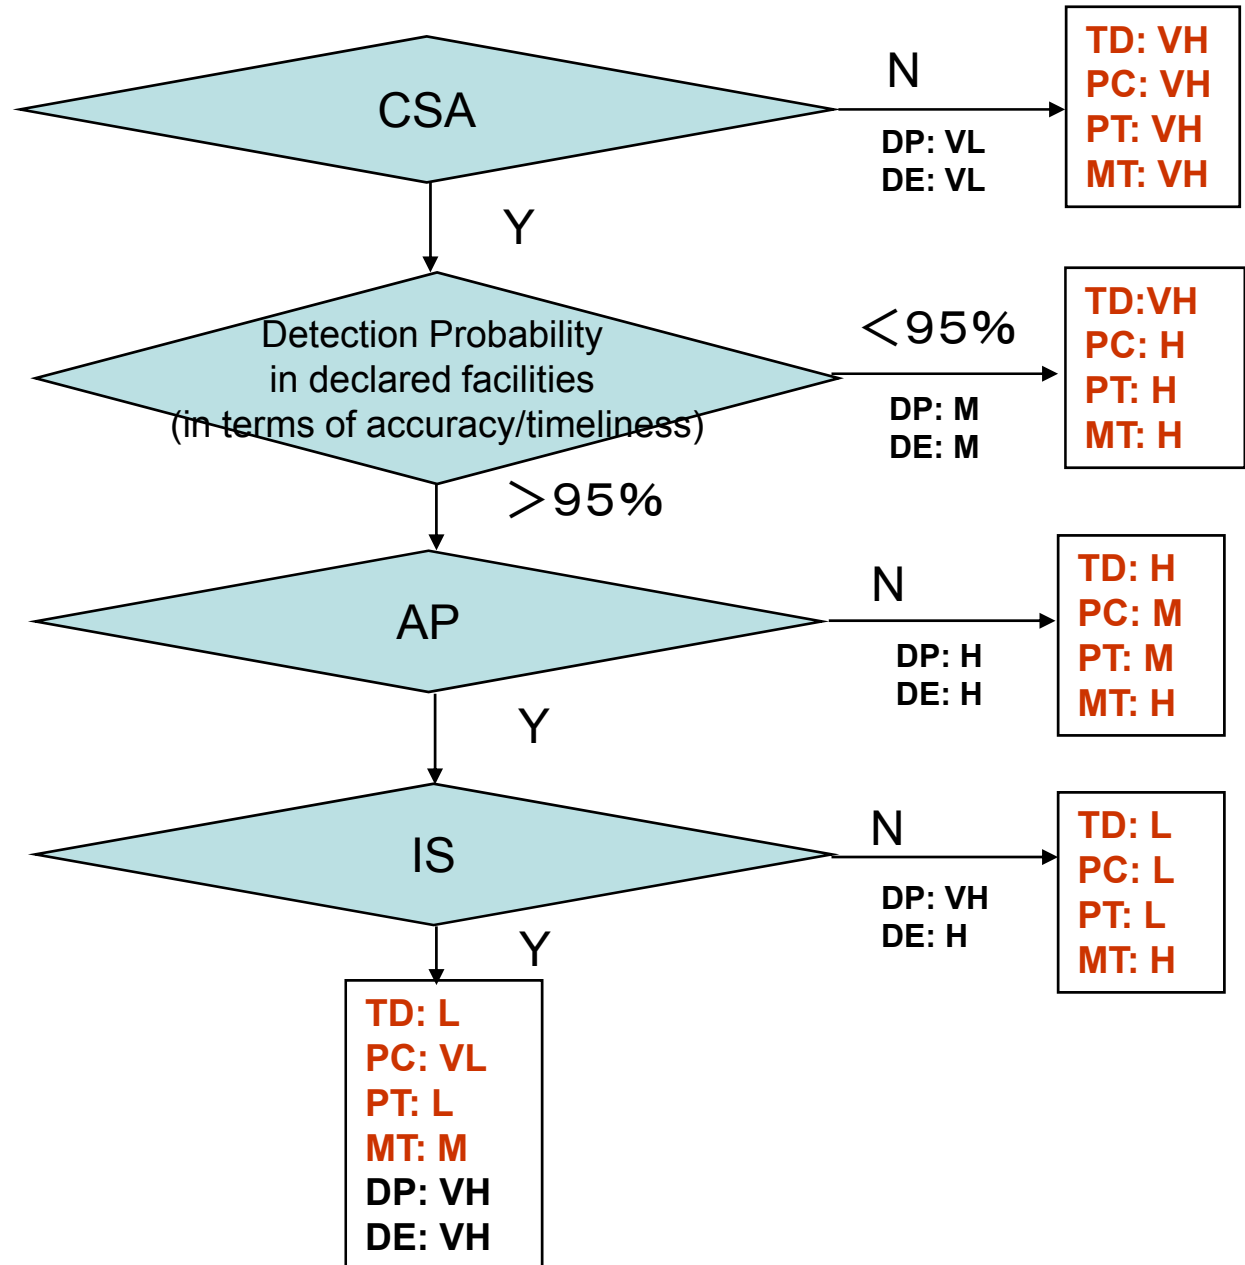 CSA
N
DP: VL
DE: VL
TD: VH
PC: VH
PT: VH
MT: VH
Y
Detection Probability
in declared facilities
(in terms of accuracy/timeliness)
＜95%
DP: M
DE: M
TD:VH
PC: H
PT: H
MT: H
＞95%
AP
N
DP: H
DE: H
TD: H
PC: M
PT: M
MT: H
Y
IS
N
DP: VH
DE: H
TD: L
PC: L
PT: L
MT: H
Y
TD: L
PC: VL
PT: L
MT: M
DP: VH
DE: VH